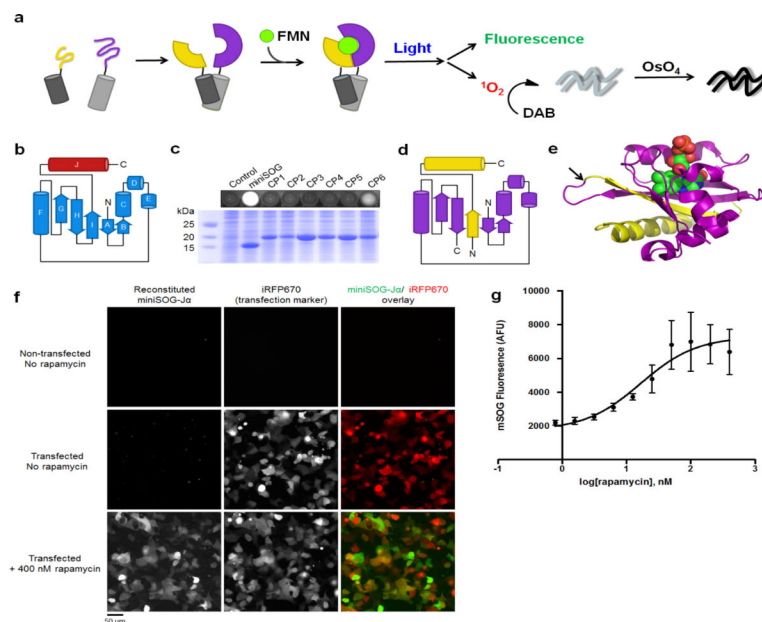 a
FMN
Light
Fluorescence
¹O₂
DAB
OsO₄
b
J
C
F
G
H
I
N
A
B
C
D
E
c
Control
miniSOG
CP1
CP2
CP3
CP4
CP5
CP6
kDa
25
20
15
d
C
N
e
N
f
Reconstituted
miniSOG-Jα
iRFP670
(transfection marker)
miniSOG-Jα/ iRFP670
overlay
Non-transfected
No rapamycin
Transfected
No rapamycin
Transfected
+ 400 nM rapamycin
50 μm
g
mSOG Fluoresence (AFU)
10000
8000
6000
4000
2000
-1
0
1
2
3
log[rapamycin], nM